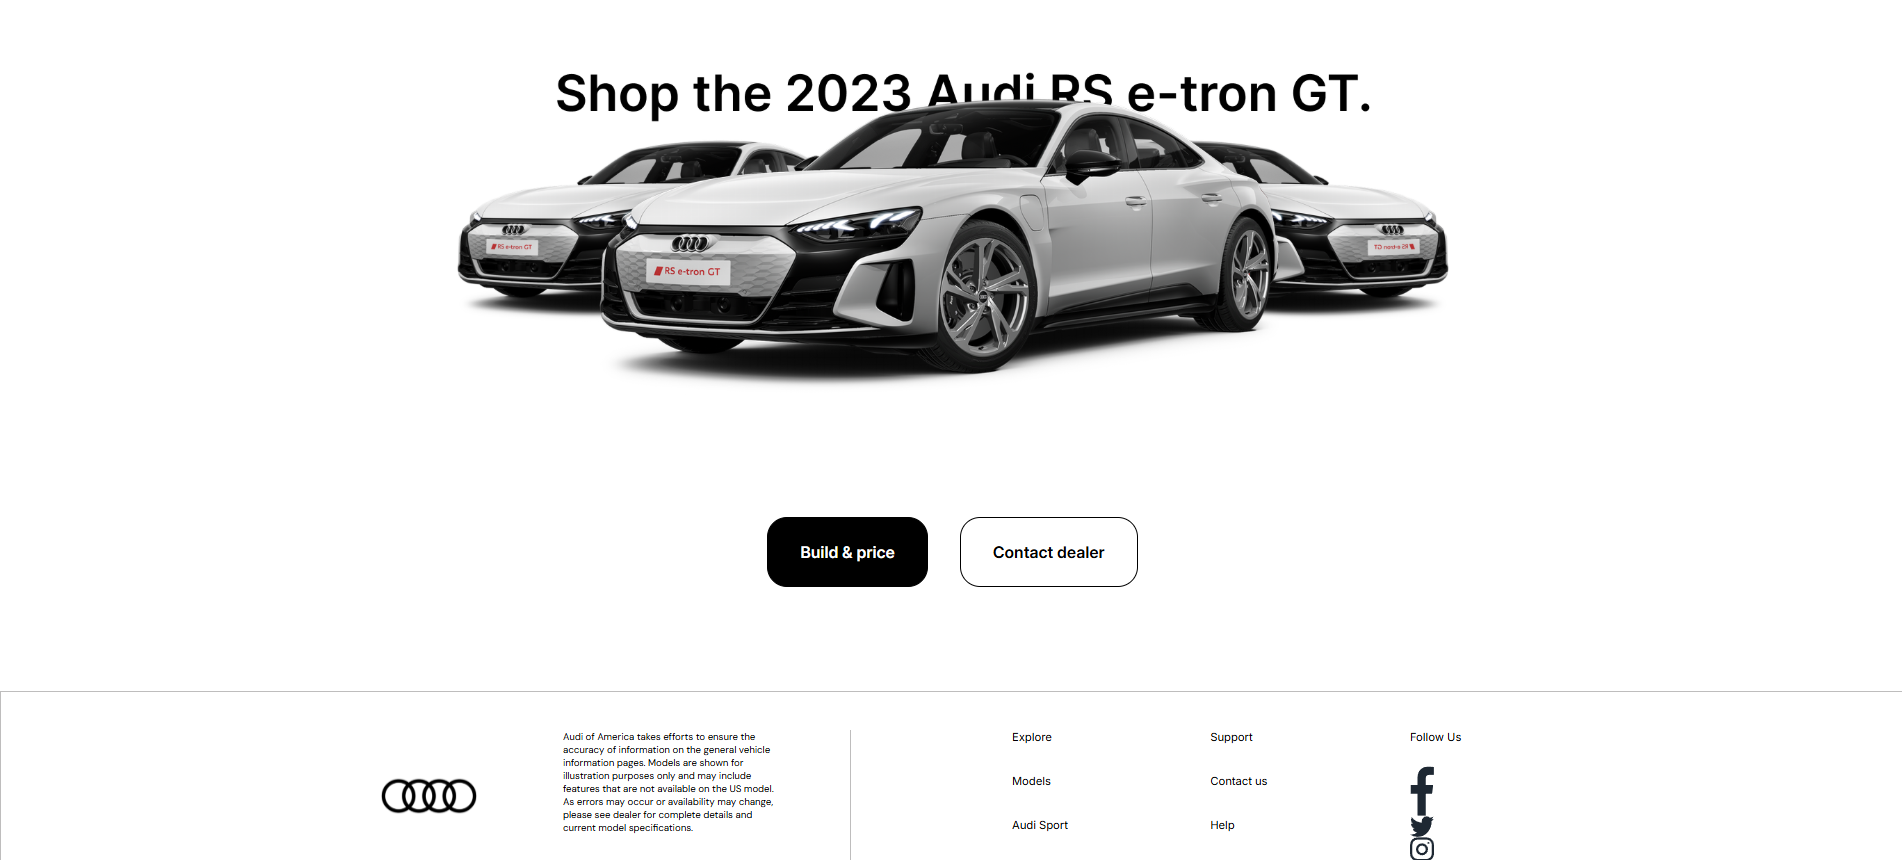 Shop the 2023 Audi RS e-tron GT.
RS e-tron GT
RS e-tron GT
RS e-tron GT
Build & price
Contact dealer
Audi of America takes efforts to ensure the
accuracy of information on the general vehicle
information pages. Models are shown for
illustration purposes only and may include
features that are not available on the US model.
As errors may occur or availability may change,
please see dealer for complete details and
current model specifications.
Explore
Models
Audi Sport
Support
Contact us
Help
Follow Us